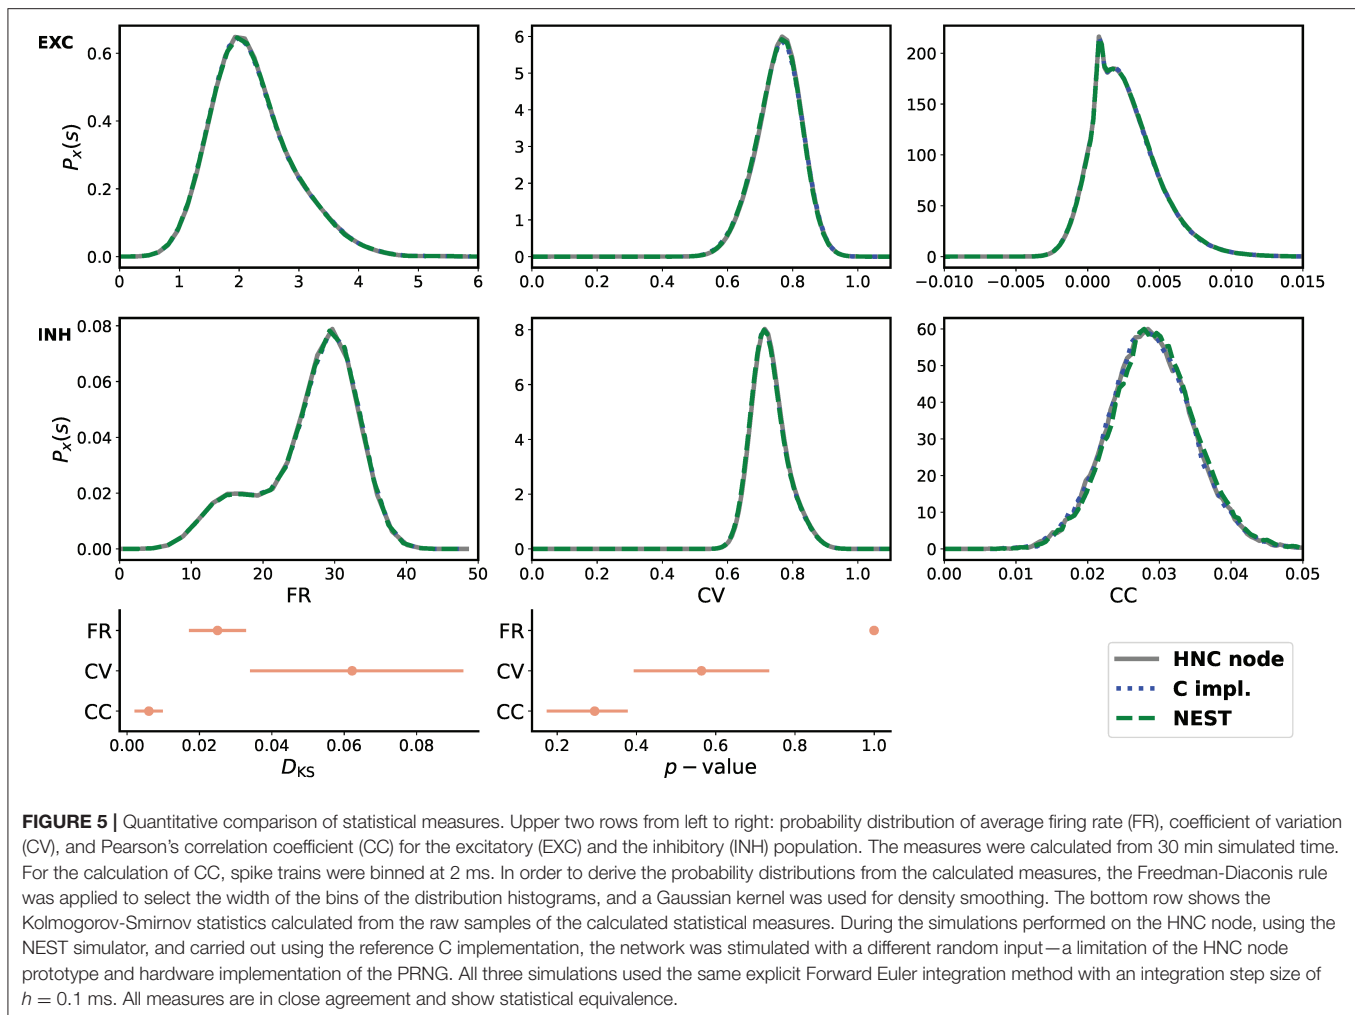 EXC
0.6
0.4
0.2
0.0
P_x(s)
0 1 2 3 4 5 6
6
5
4
3
2
1
0
0.0 0.2 0.4 0.6 0.8 1.0
200
150
100
50
0
−0.010 −0.005 0.000 0.005 0.010 0.015
INH
0.08
0.06
0.04
0.02
0.00
P_x(s)
0 10 20 30 40 50
FR
8
6
4
2
0
0.0 0.2 0.4 0.6 0.8 1.0
CV
60
50
40
30
20
10
0
0.00 0.01 0.02 0.03 0.04 0.05
CC
FR
CV
CC
0.00 0.02 0.04 0.06 0.08
D_KS
FR
CV
CC
0.2 0.4 0.6 0.8 1.0
p − value
HNC node
C impl.
NEST
FIGURE 5 | Quantitative comparison of statistical measures. Upper two rows from left to right: probability distribution of average firing rate (FR), coefficient of variation
(CV), and Pearson's correlation coefficient (CC) for the excitatory (EXC) and the inhibitory (INH) population. The measures were calculated from 30 min simulated time.
For the calculation of CC, spike trains were binned at 2 ms. In order to derive the probability distributions from the calculated measures, the Freedman-Diaconis rule
was applied to select the width of the bins of the distribution histograms, and a Gaussian kernel was used for density smoothing. The bottom row shows the
Kolmogorov-Smirnov statistics calculated from the raw samples of the calculated statistical measures. During the simulations performed on the HNC node, using the
NEST simulator, and carried out using the reference C implementation, the network was stimulated with a different random input—a limitation of the HNC node
prototype and hardware implementation of the PRNG. All three simulations used the same explicit Forward Euler integration method with an integration step size of
h = 0.1 ms. All measures are in close agreement and show statistical equivalence.